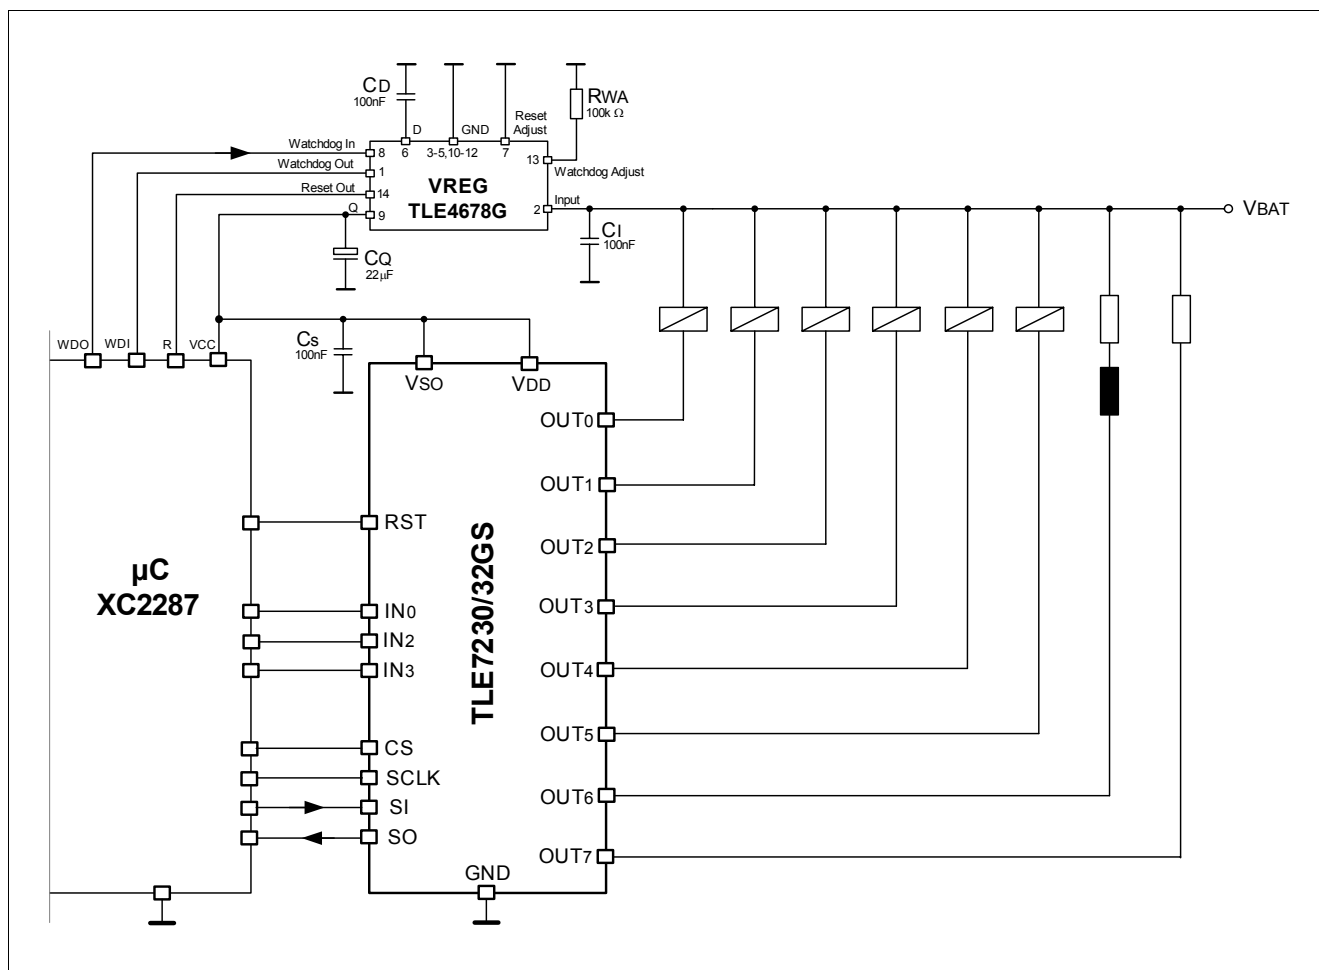 CD
100nF
RWA
100k Ω
Reset
Adjust
D
GND
Watchdog In
8
6
3-5,10-12
7
13
Watchdog Out
1
Watchdog Adjust
VREG
Reset Out
14
TLE4678G
2
Input
VBAT
Q
9
CI
100nF
CQ
22µF
WDO
WDI
R
VCC
Cs
100nF
VSO
VDD
OUT0
OUT1
RST
OUT2
µC
XC2287
TLE7230/32GS
IN0
OUT3
IN2
IN3
OUT4
OUT5
CS
SCLK
OUT6
SI
SO
OUT7
GND